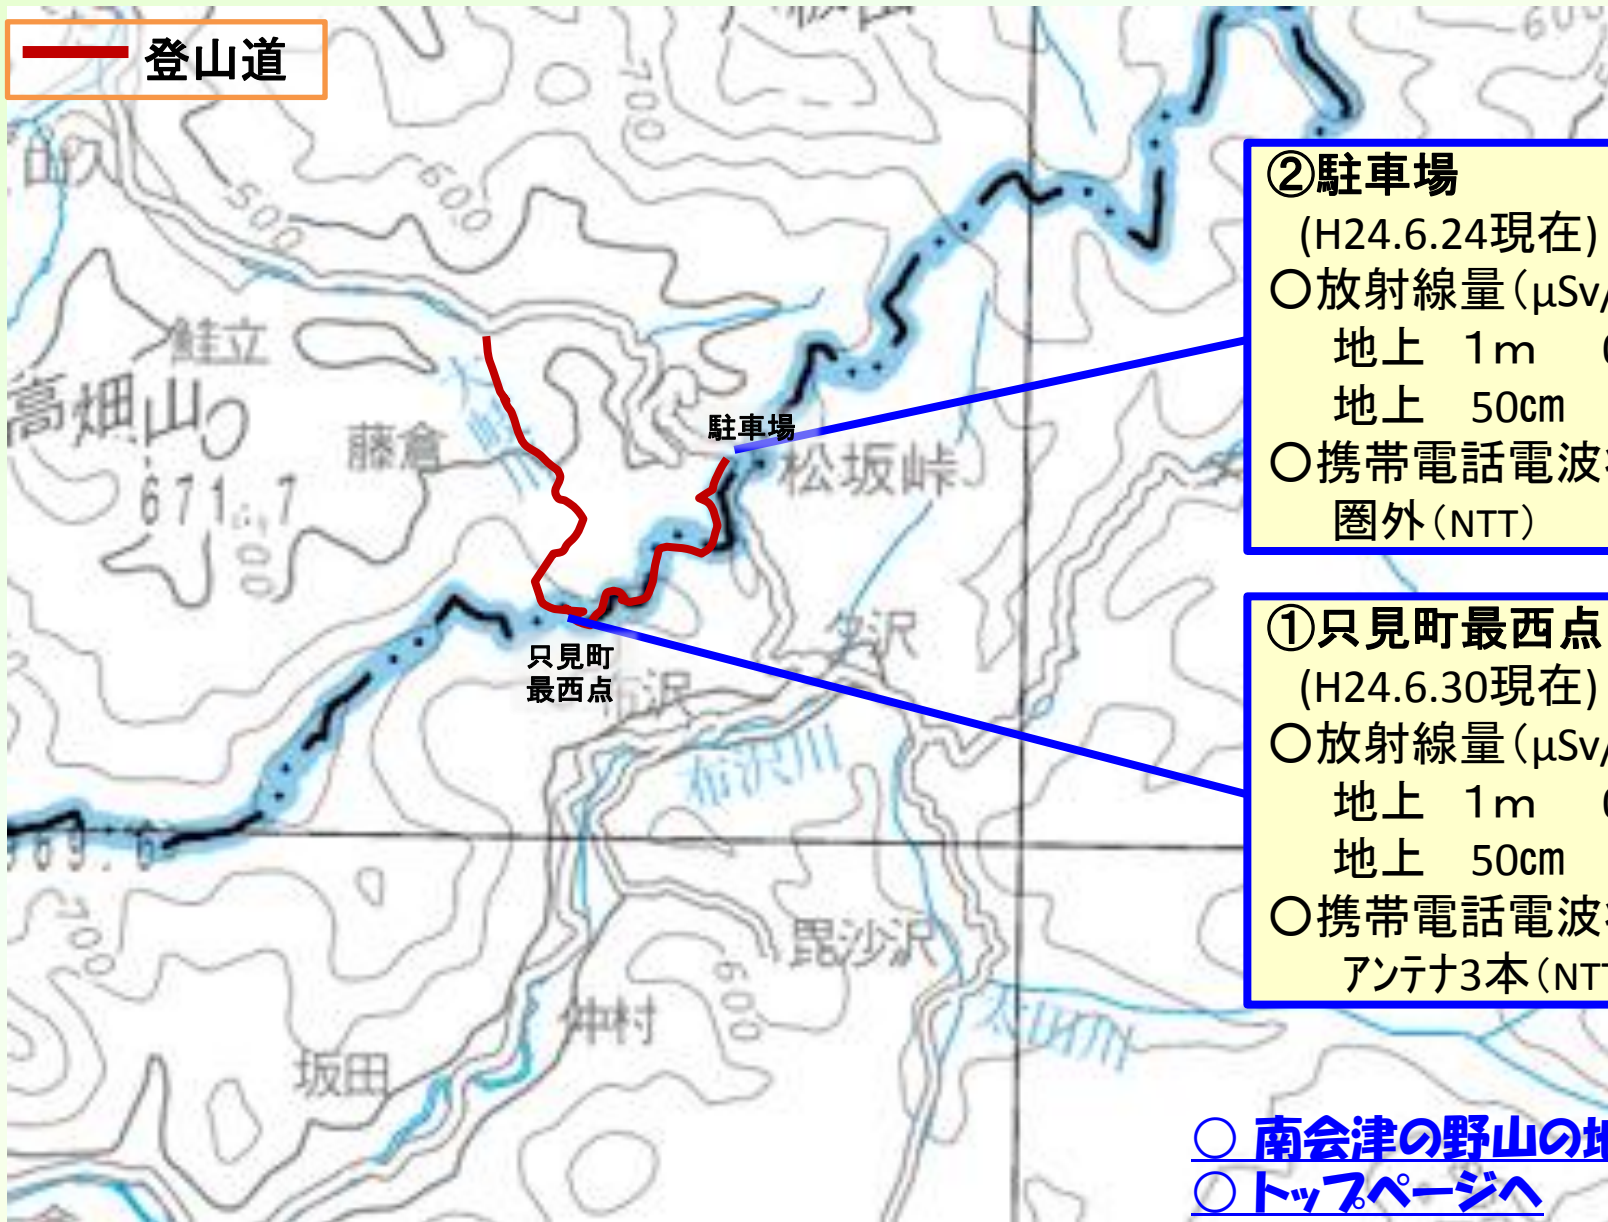 登山道
600
700
600
500
鮭立
高畑山
藤倉
671.7
駐車場
松坂峠
只見町
最西点
布沢川
700
600
毘沙沢
仲村
坂田
②駐車場
(H24.6.24現在)
○放射線量(μSv/
地上 1m
地上 50cm
○携帯電話電波
圏外(NTT)
①只見町最西点
(H24.6.30現在)
○放射線量(μSv/
地上 1m
地上 50cm
○携帯電話電波
アンテナ3本(NT
○ 南会津の野山の
○ トップページへ